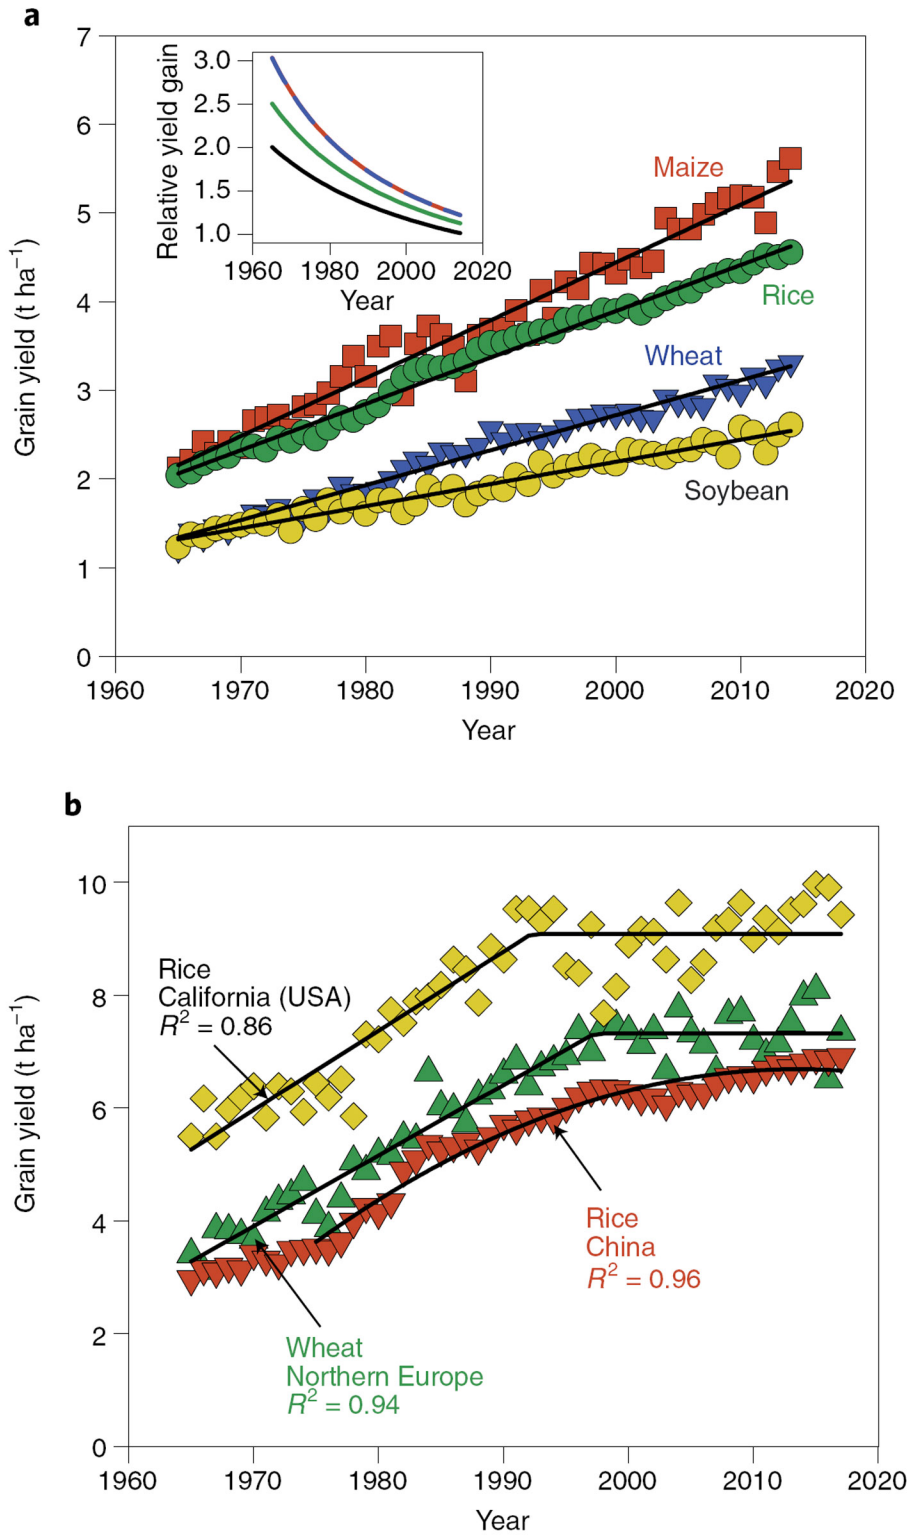 a
7
6
5
4
3
2
1
0
Grain yield (t ha⁻¹)
1960 1970 1980 1990 2000 2010 2020
Year
3.0
2.5
2.0
1.5
1.0
Relative yield gain
1960 1980 2000 2020
Year
Maize
Rice
Wheat
Soybean
b
10
8
6
4
2
0
Grain yield (t ha⁻¹)
Rice
California (USA)
R² = 0.86
Rice
China
R² = 0.96
Wheat
Northern Europe
R² = 0.94
1960 1970 1980 1990 2000 2010 2020
Year